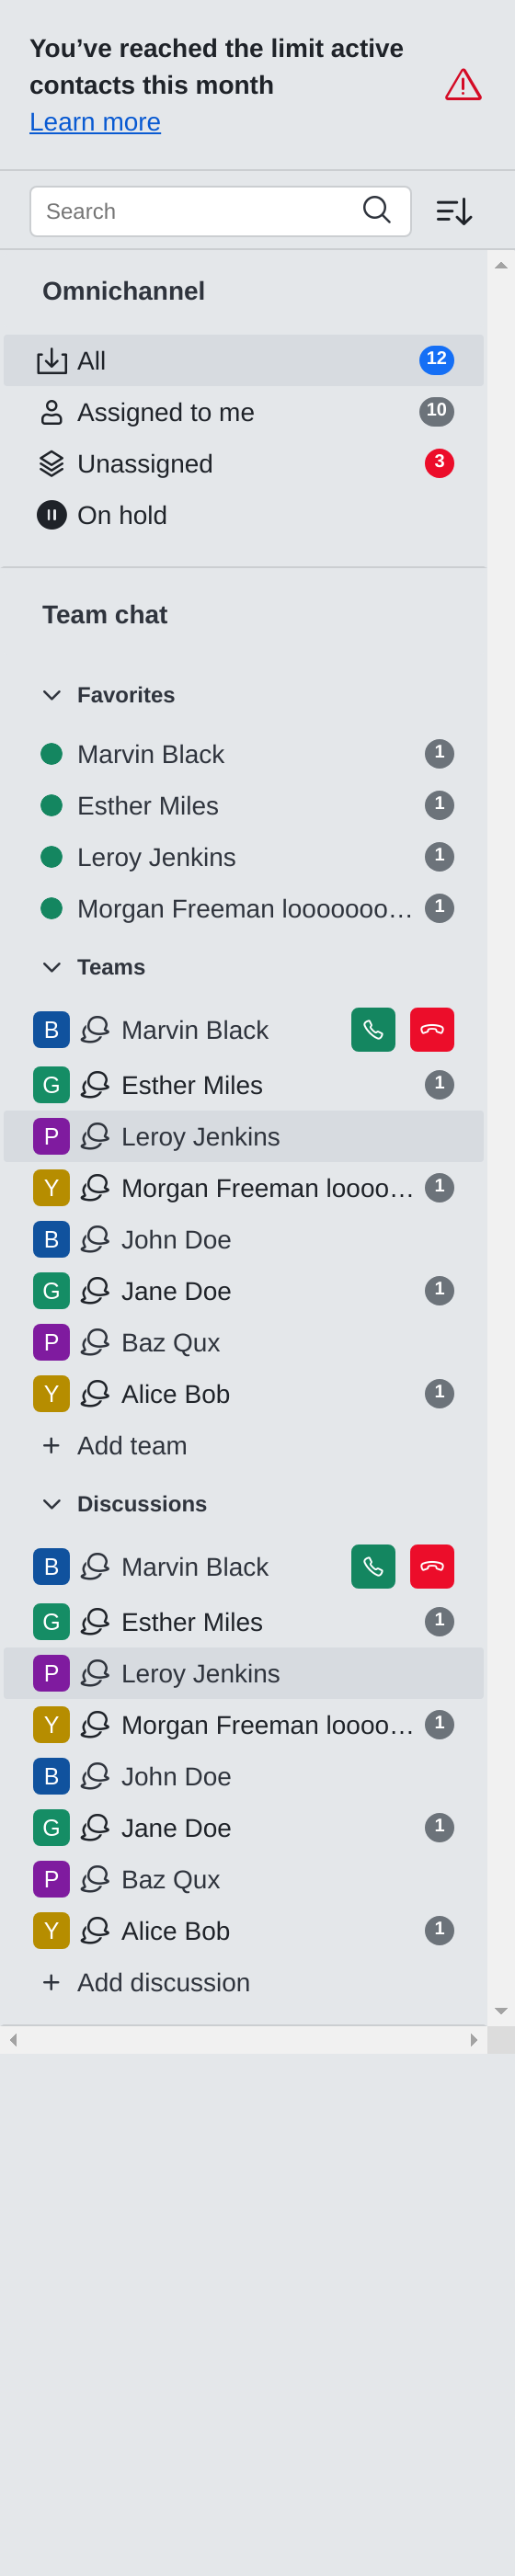 You’ve reached the limit active
contacts this month
Learn more
Search
Omnichannel
All 12
Assigned to me 10
Unassigned 3
On hold
Team chat
Favorites
Marvin Black 1
Esther Miles 1
Leroy Jenkins 1
Morgan Freeman looooooo… 1
Teams
B Marvin Black
G Esther Miles 1
P Leroy Jenkins
Y Morgan Freeman loooo… 1
B John Doe
G Jane Doe 1
P Baz Qux
Y Alice Bob 1
Add team
Discussions
B Marvin Black
G Esther Miles 1
P Leroy Jenkins
Y Morgan Freeman loooo… 1
B John Doe
G Jane Doe 1
P Baz Qux
Y Alice Bob 1
Add discussion